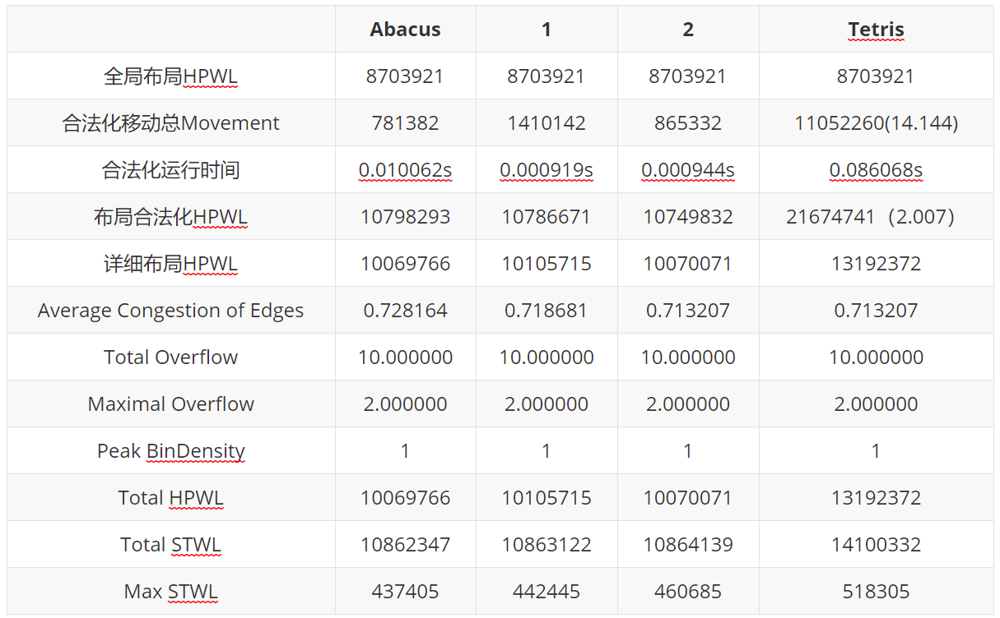 Abacus 1 2 Tetris
全局布局HPWL 8703921 8703921 8703921 8703921
合法化移动总Movement 781382 1410142 865332 11052260(14.144)
合法化运行时间 0.010062s 0.000919s 0.000944s 0.086068s
布局合法化HPWL 10798293 10786671 10749832 21674741（2.007）
详细布局HPWL 10069766 10105715 10070071 13192372
Average Congestion of Edges 0.728164 0.718681 0.713207 0.713207
Total Overflow 10.000000 10.000000 10.000000 10.000000
Maximal Overflow 2.000000 2.000000 2.000000 2.000000
Peak BinDensity 1 1 1 1
Total HPWL 10069766 10105715 10070071 13192372
Total STWL 10862347 10863122 10864139 14100332
Max STWL 437405 442445 460685 518305